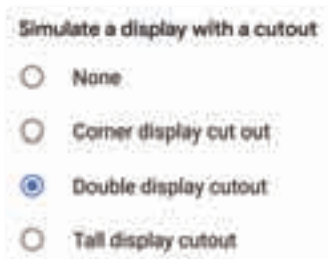 Simulate a display with a cutout
None
Corner display cut out
Double display cutout
Tall display cutout